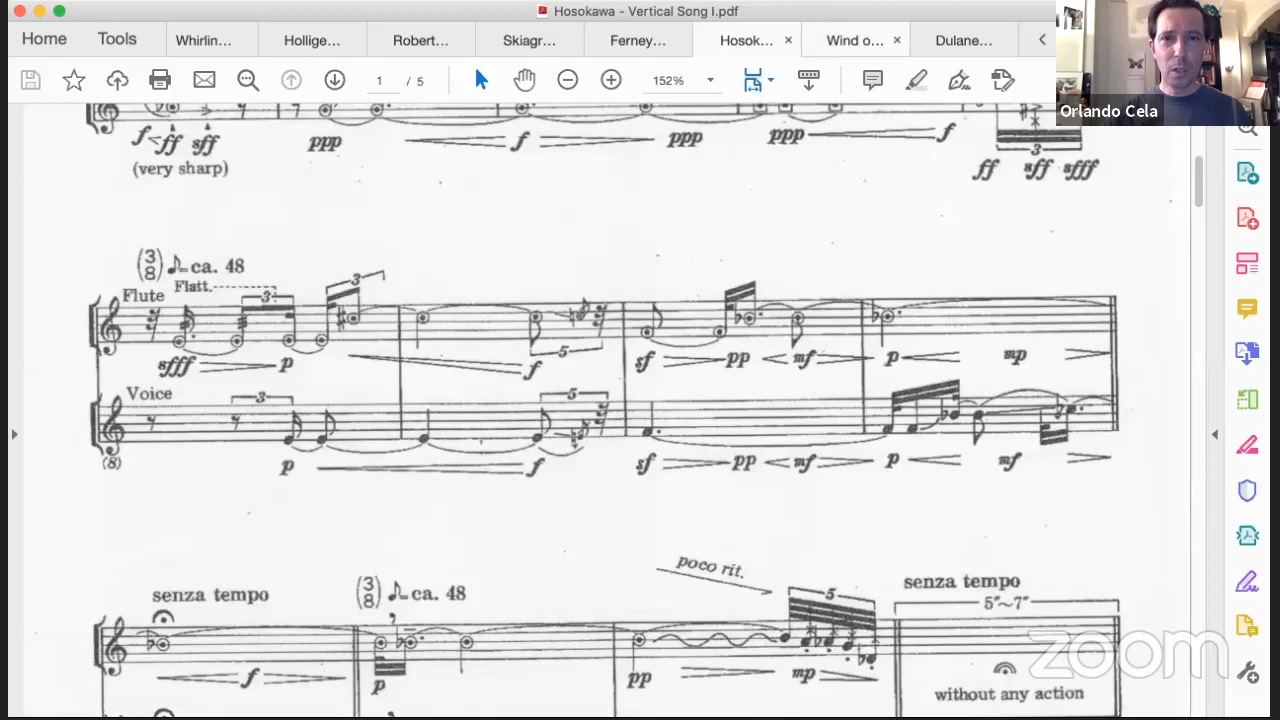 Hosokawa - Vertical Song I.pdf
Home Tools Whirlin... Hollige... Robert... Skiagr... Ferney... Hosok... × Wind o... × Dulane...
1 / 5 152%
Orlando Cela
f ff sff ppp f ppp ppp f
3
(very sharp) ff sff sfff
(3/8) ♪= ca. 48
Flatt.
Flute 3 3
5
sfff p f sf pp mf p mp
Voice 3 5
(8) p f sf pp mf p mf
poco rit.
senza tempo (3/8) ♪= ca. 48 5 senza tempo
5"~7"
f p pp mp
without any action
zoom